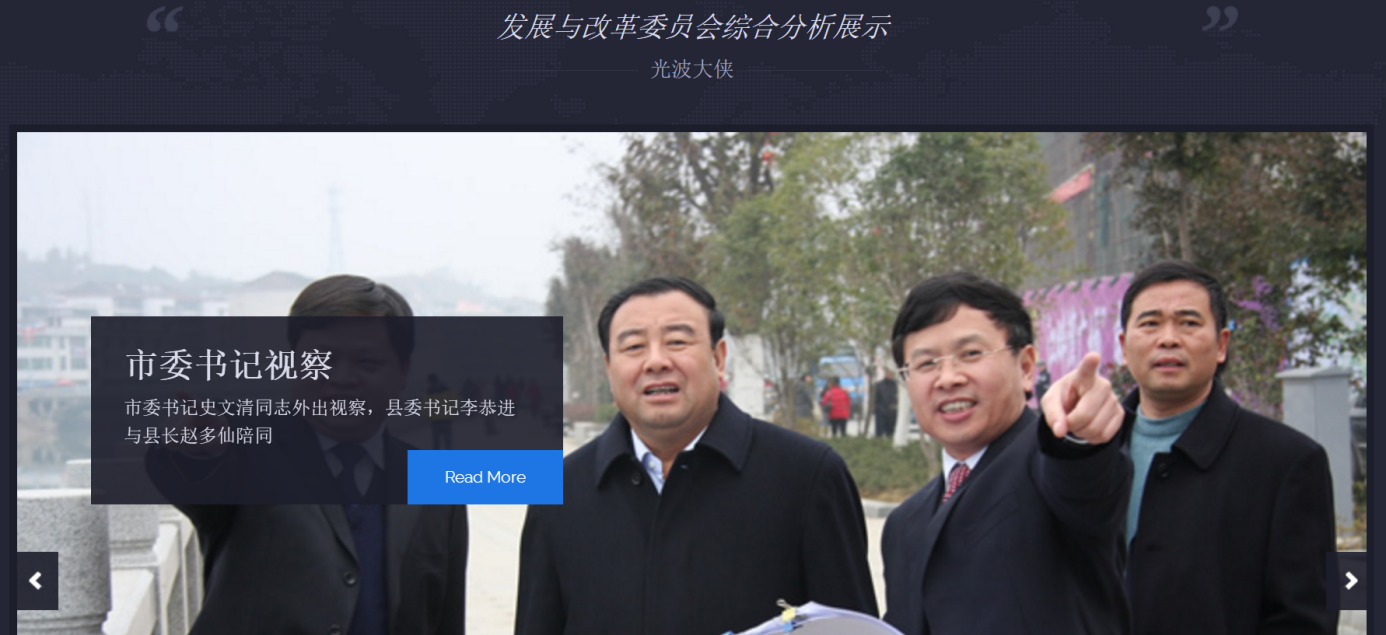 “ ”
发展与改革委员会综合分析展示
光波大侠
市委书记视察
市委书记史文清同志外出视察，县委书记李恭进
与县长赵多仙陪同
Read More